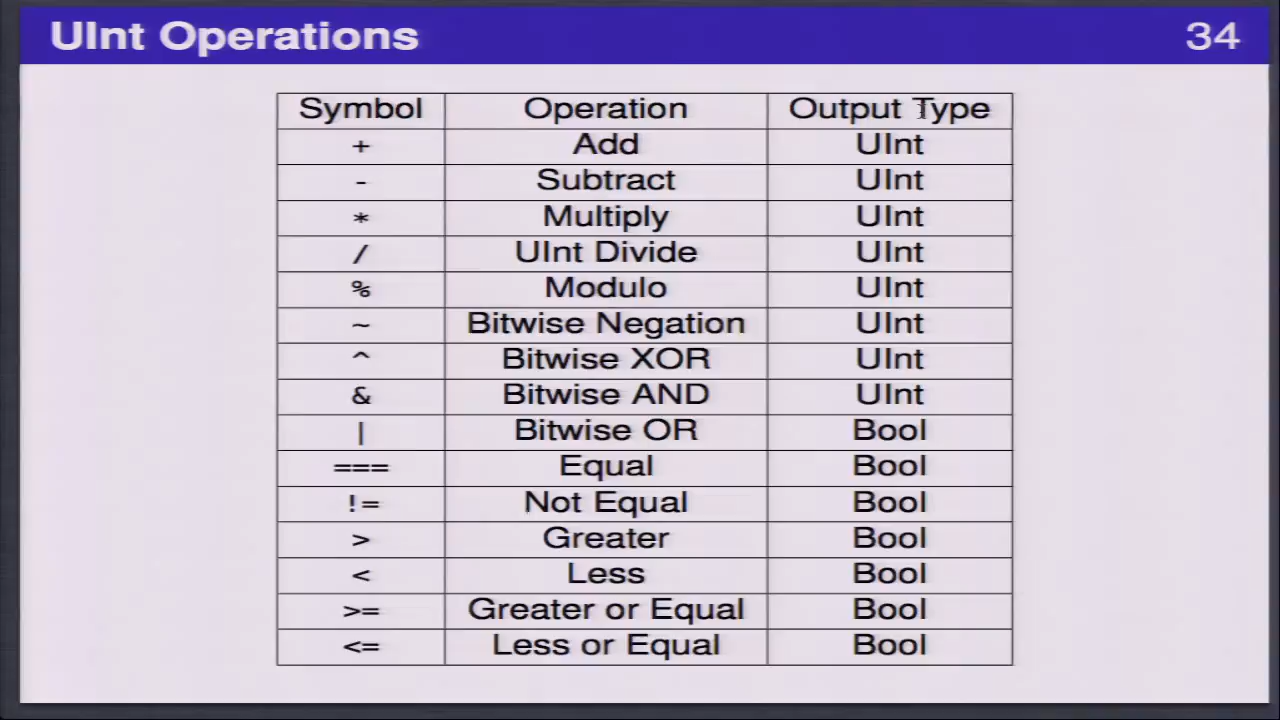 UInt Operations 34
Symbol Operation Output Type
+ Add UInt
- Subtract UInt
* Multiply UInt
/ UInt Divide UInt
% Modulo UInt
~ Bitwise Negation UInt
^ Bitwise XOR UInt
& Bitwise AND UInt
| Bitwise OR Bool
=== Equal Bool
!= Not Equal Bool
> Greater Bool
< Less Bool
>= Greater or Equal Bool
<= Less or Equal Bool